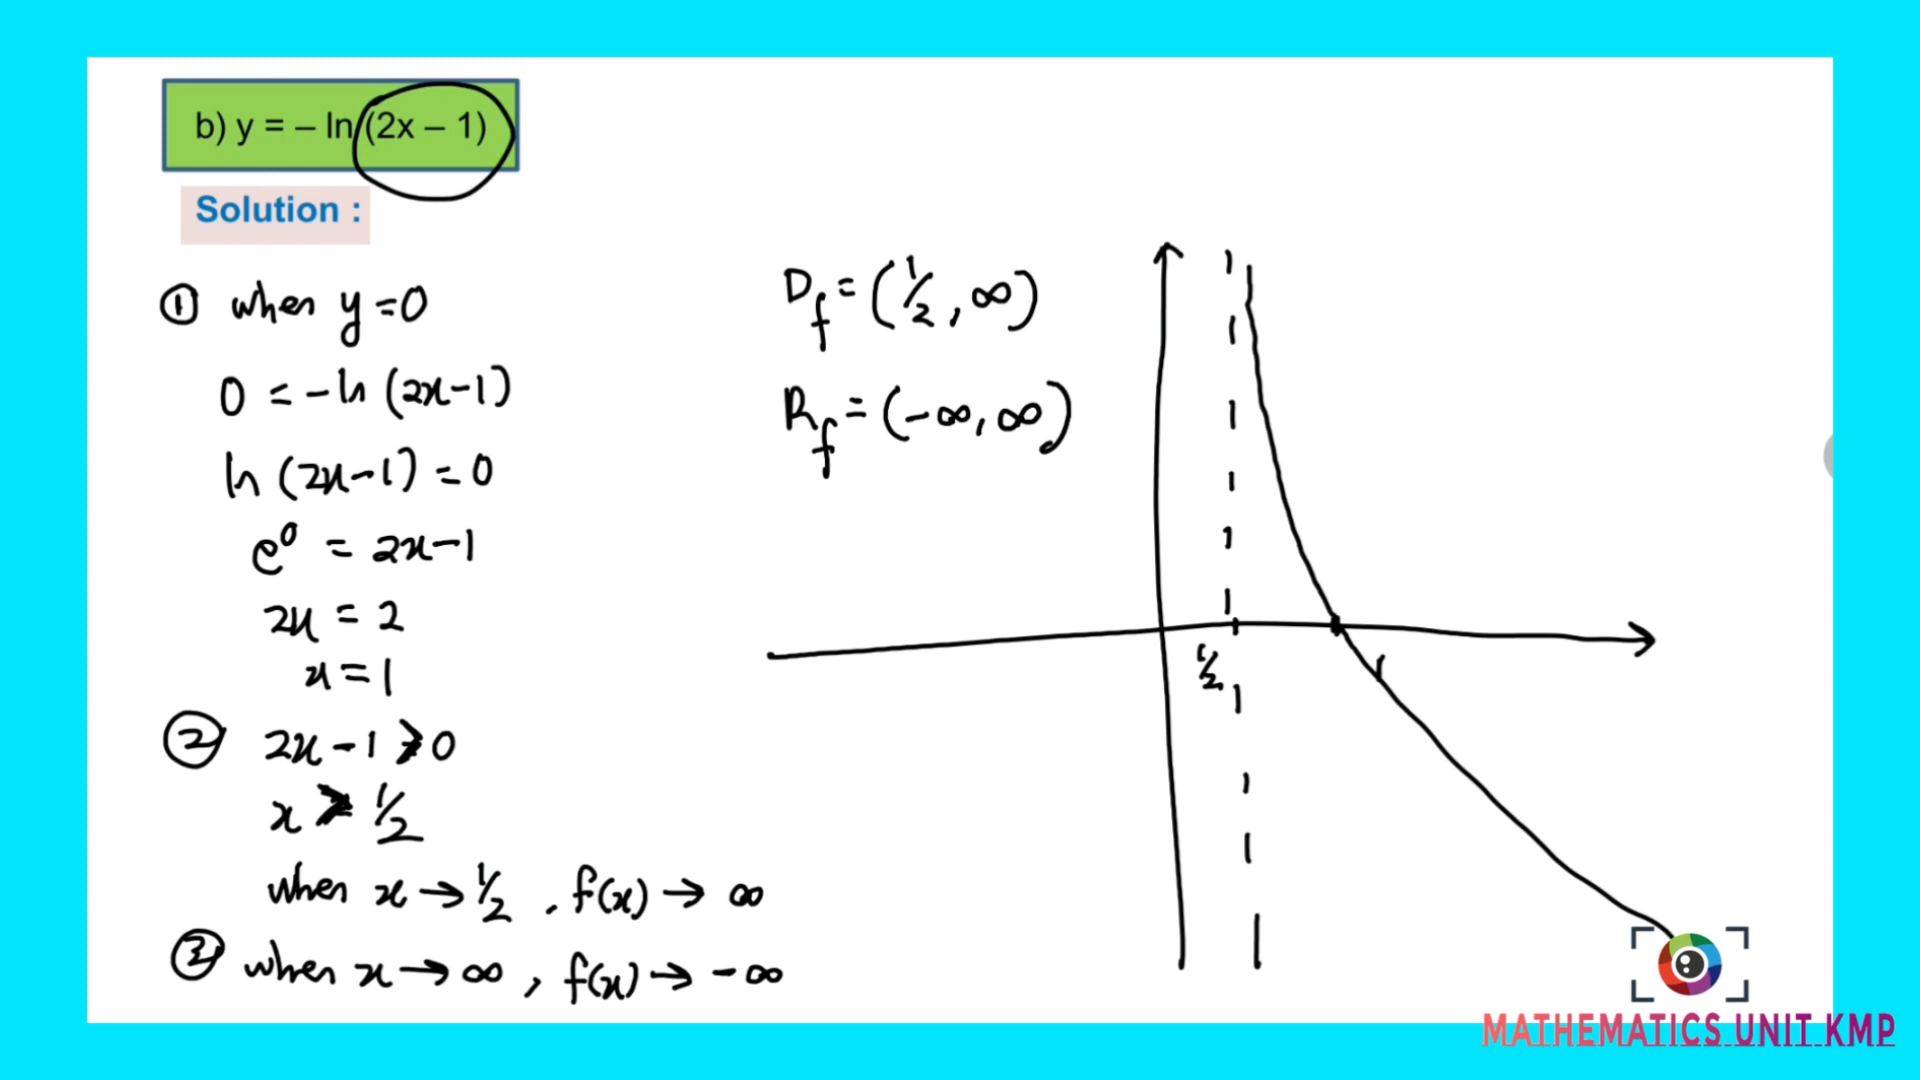 b) y = – ln (2x – 1)
Solution :
① when y = 0
0 = -ln (2x-1)
ln (2x-1) = 0
e⁰ = 2x-1
2x = 2
x = 1
② 2x - 1 > 0
x > 1/2
when x → 1/2 , f(x) → ∞
③ when x → ∞ , f(x) → - ∞
D_f = (1/2, ∞)
R_f = (-∞, ∞)
1/2
1
MATHEMATICS UNIT KMP